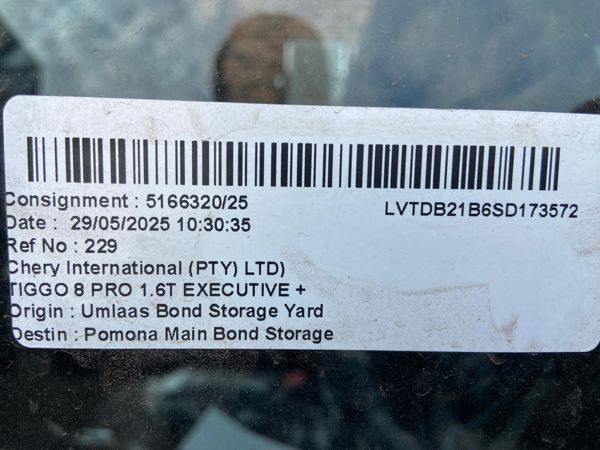 Consignment : 5166320/25
LVTDB21B6SD173572
Date : 29/05/2025 10:30:35
Ref No : 229
Chery International (PTY) LTD)
TIGGO 8 PRO 1.6T EXECUTIVE +
Origin : Umlaas Bond Storage Yard
Destin : Pomona Main Bond Storage